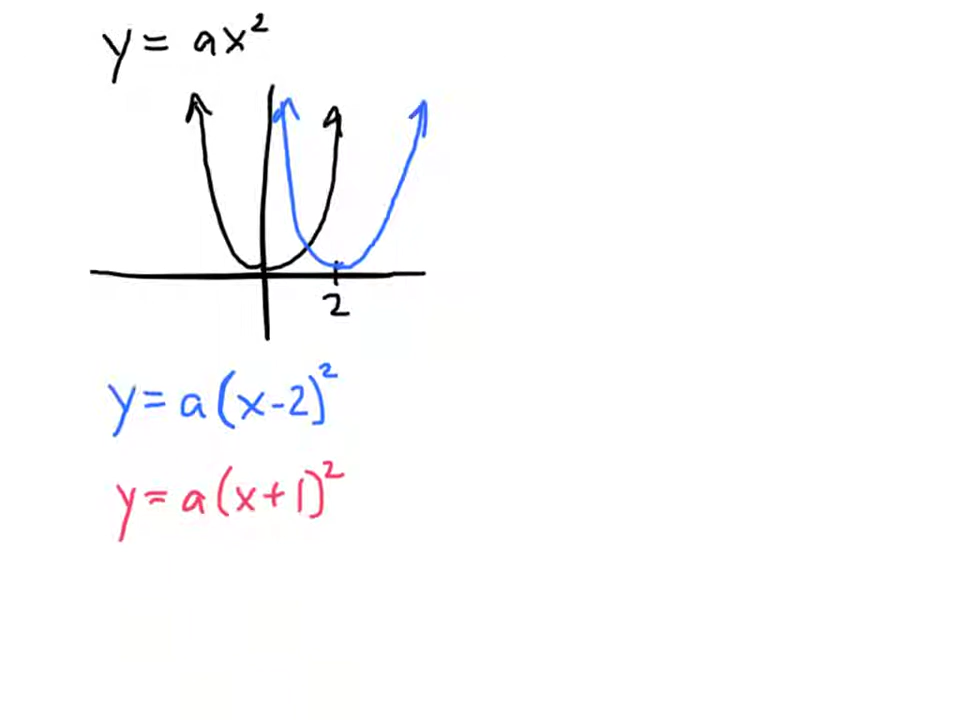 y = ax²
2
y = a(x-2)²
y = a(x+1)²